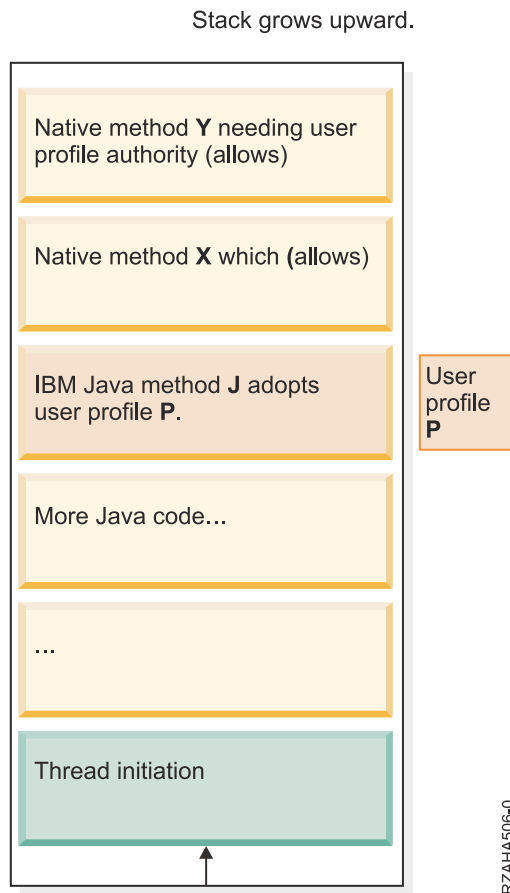 Stack grows upward.
Native method Y needing user
profile authority (allows)
Native method X which (allows)
IBM Java method J adopts
user profile P.
User
profile
P
More Java code...
...
Thread initiation
RZAHA506-0